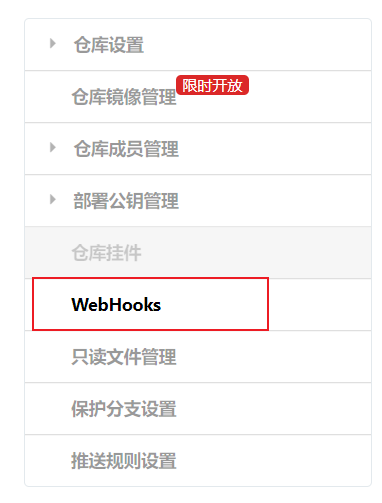 仓库设置
仓库镜像管理 限时开放
仓库成员管理
部署公钥管理
仓库挂件
WebHooks
只读文件管理
保护分支设置
推送规则设置